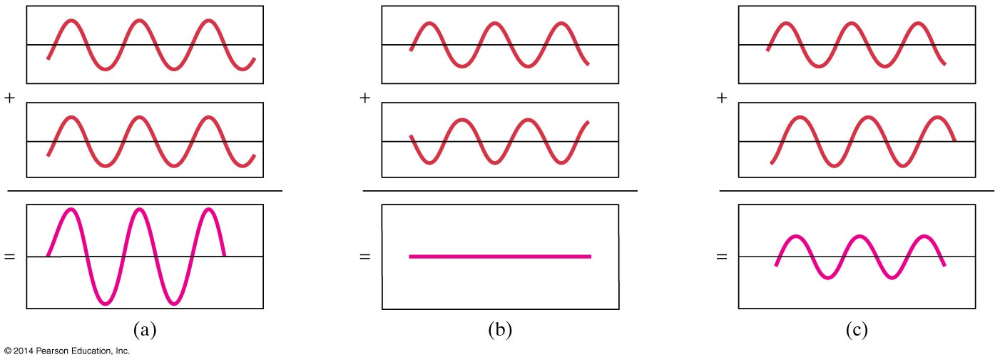 + + +
= = =
(a) (b) (c)
© 2014 Pearson Education, Inc.